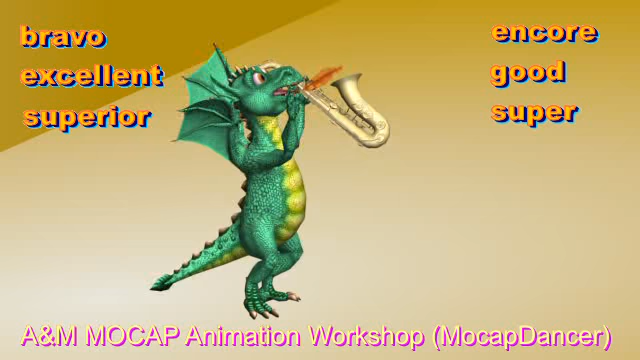 bravo
excellent
superior
encore
good
super
A&M MOCAP Animation Workshop (MocapDancer)